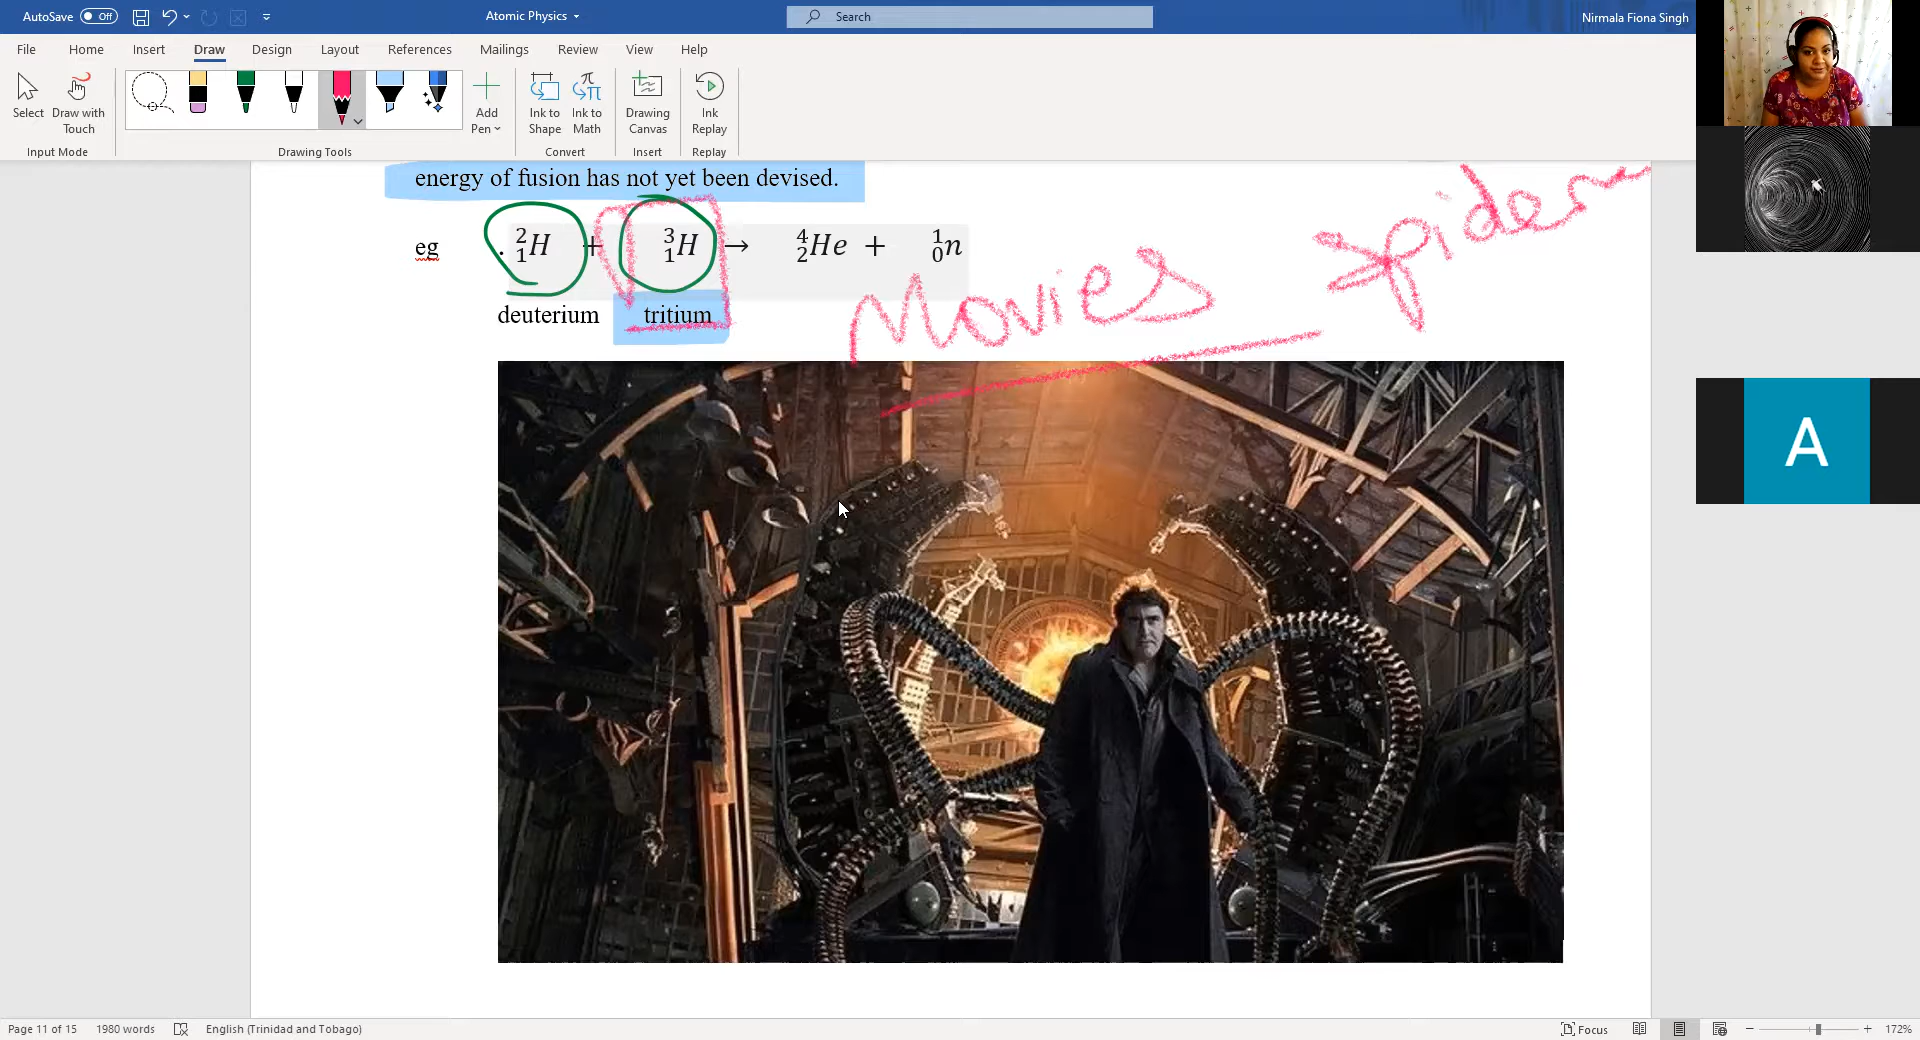 AutoSave Off Atomic Physics Search Nirmala Fiona Singh
File Home Insert Draw Design Layout References Mailings Review View Help
Select Draw with Touch Add Pen Ink to Shape Ink to Math Drawing Canvas Ink Replay
Input Mode Drawing Tools Convert Insert Replay
energy of fusion has not yet been devised.
eg . ²₁H + ³₁H → ⁴₂He + ¹₀n
deuterium tritium
Movies Spiderm
A
Page 11 of 15 1980 words English (Trinidad and Tobago) Focus 172%